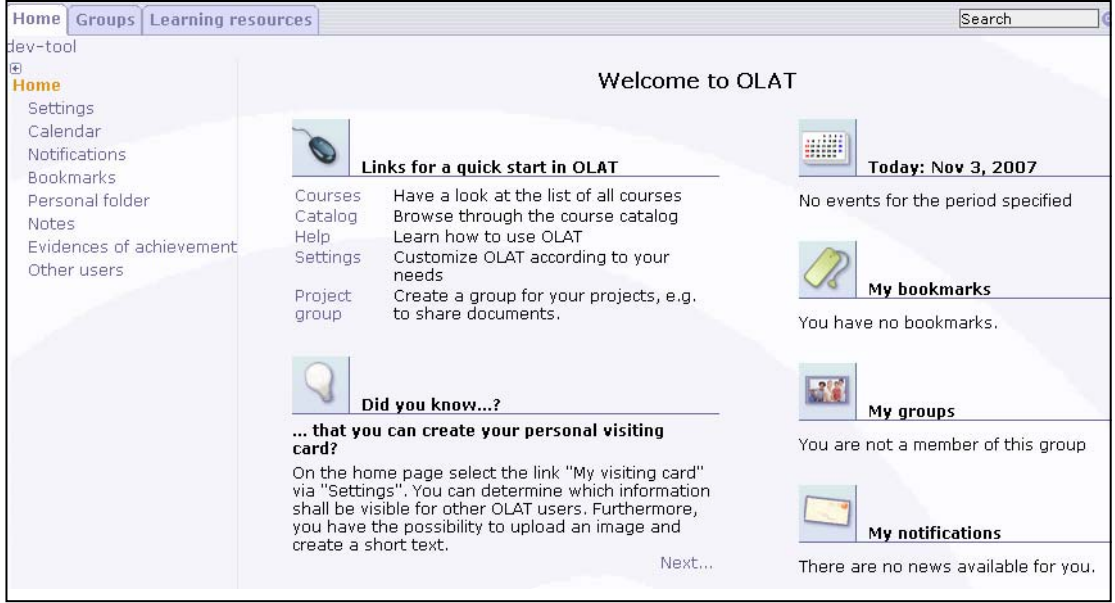 Home Groups Learning resources Search
dev-tool
Home
Settings
Calendar
Notifications
Bookmarks
Personal folder
Notes
Evidences of achievement
Other users
Welcome to OLAT
Links for a quick start in OLAT
Courses Have a look at the list of all courses
Catalog Browse through the course catalog
Help Learn how to use OLAT
Settings Customize OLAT according to your
needs
Project Create a group for your projects, e.g.
group to share documents.
Did you know...?
... that you can create your personal visiting
card?
On the home page select the link "My visiting card"
via "Settings". You can determine which information
shall be visible for other OLAT users. Furthermore,
you have the possibility to upload an image and
create a short text.
Next...
Today: Nov 3, 2007
No events for the period specified
My bookmarks
You have no bookmarks.
My groups
You are not a member of this group
My notifications
There are no news available for you.